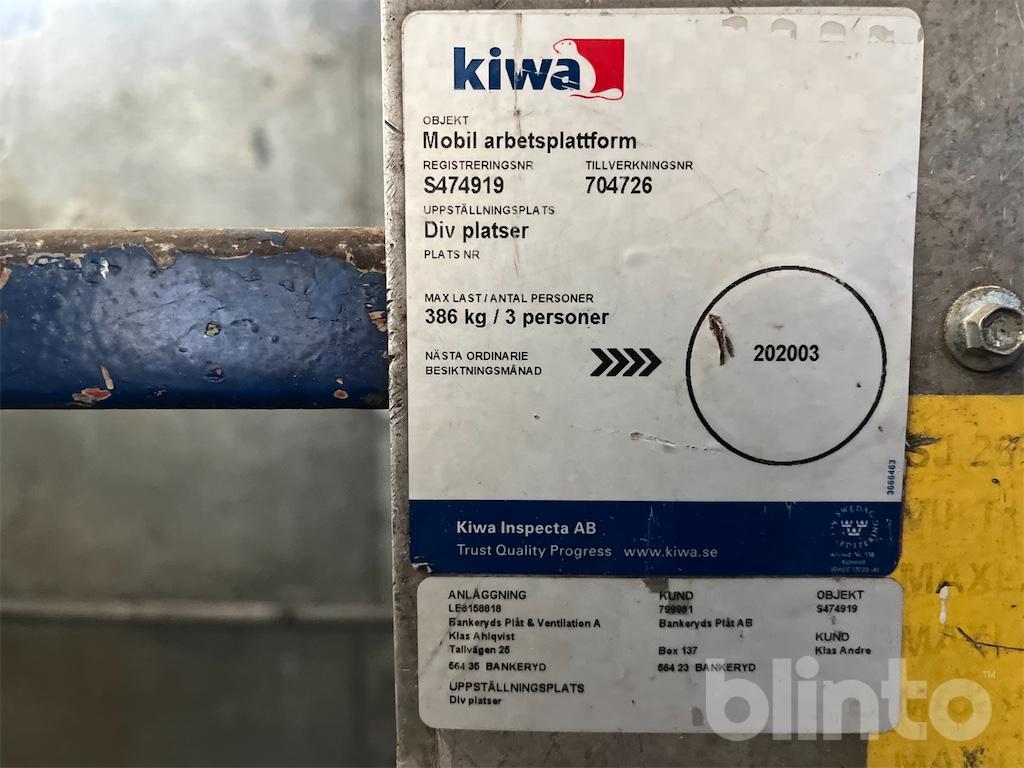 kiwa
OBJEKT
Mobil arbetsplattform
REGISTRERINGSNR TILLVERKNINGSNR
S474919 704726
UPPSTÄLLNINGSPLATS
Div platser
PLATS NR
MAX LAST / ANTAL PERSONER
386 kg / 3 personer
NÄSTA ORDINARIE
BESIKTNINGSMÅNAD
202003
3666463
Kiwa Inspecta AB
Trust Quality Progress www.kiwa.se
SWEDAC
ANLÄGGNING KUND OBJEKT
LE8158818 799981 S474919
Bankeryds Plåt & Ventilation A Bankeryds Plåt AB
Klas Ahlqvist KUND
Tallvägen 25 Box 137 Klas Andre
564 35 BANKERYD 564 23 BANKERYD
UPPSTÄLLNINGSPLATS
Div platser
blinto™